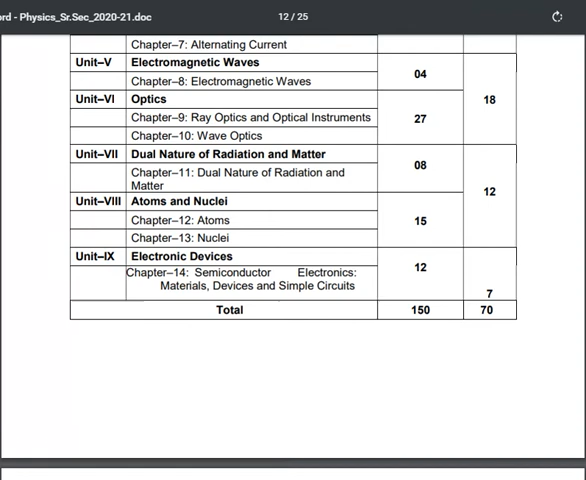 ord - Physics_Sr.Sec_2020-21.doc 12 / 25
Chapter–7: Alternating Current
Unit–V Electromagnetic Waves
04
Chapter–8: Electromagnetic Waves
18
Unit–VI Optics
Chapter–9: Ray Optics and Optical Instruments
27
Chapter–10: Wave Optics
Unit–VII Dual Nature of Radiation and Matter
08
Chapter–11: Dual Nature of Radiation and
Matter
12
Unit–VIII Atoms and Nuclei
Chapter–12: Atoms
15
Chapter–13: Nuclei
Unit–IX Electronic Devices
12
Chapter–14: Semiconductor Electronics:
Materials, Devices and Simple Circuits
7
Total 150 70